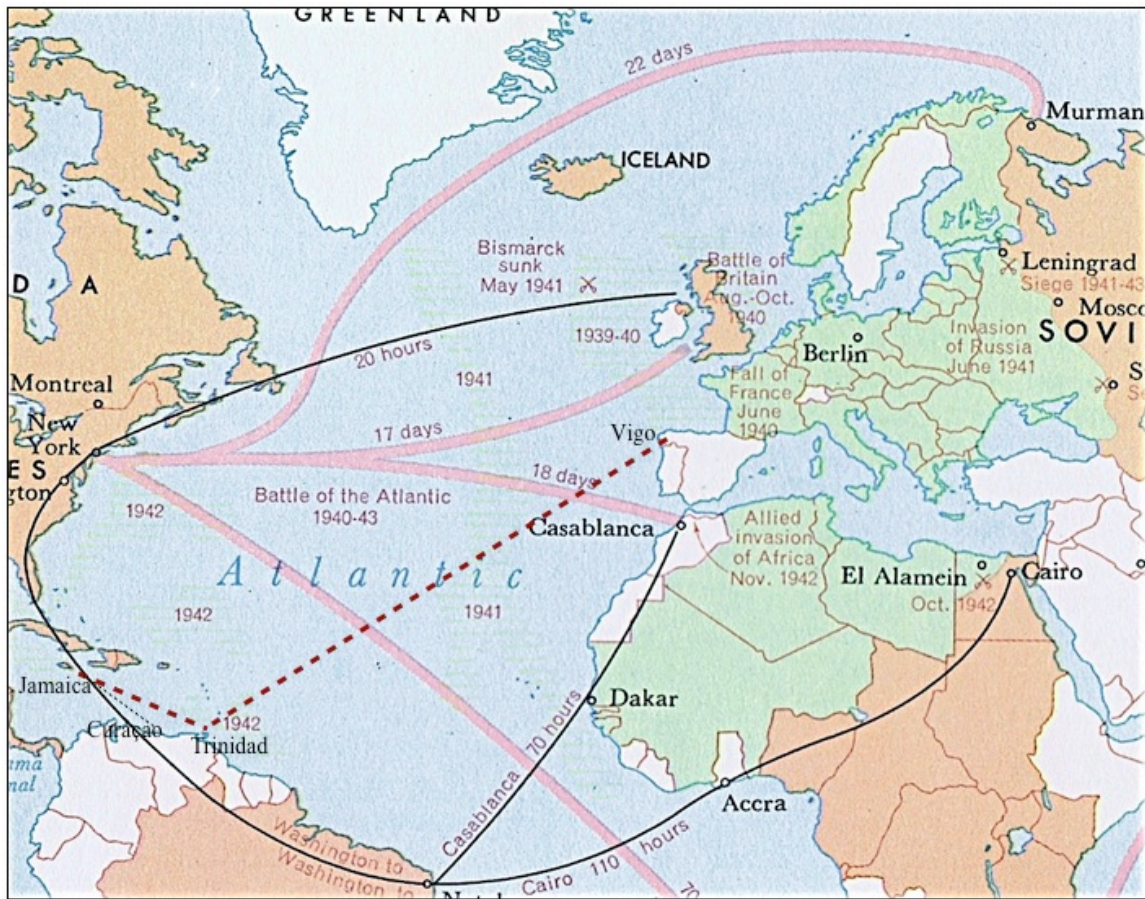 GREENLAND
22 days
Murman
ICELAND
Bismarck
sunk
May 1941
Battle of
Britain
Aug.-Oct.
1940
Leningrad
Siege 1941-43
D A
Mosco
SOVI
1939-40
20 hours
Berlin
Invasion
of Russia
June 1941
Montreal
1941
Fall of
France
June
1940
S
New
York
17 days
Vigo
ES
gton
18 days
1942
Battle of the Atlantic
1940-43
Casablanca
Allied
invasion
of Africa
Nov. 1942
El Alamein
Cairo
Oct. 1942
Atlantic
1942
1941
Jamaica
Dakar
Curaçao
1942
Trinidad
ama
nal
Casablanca 70 hours
Accra
Washington to
Washington to
Cairo 110 hours
70